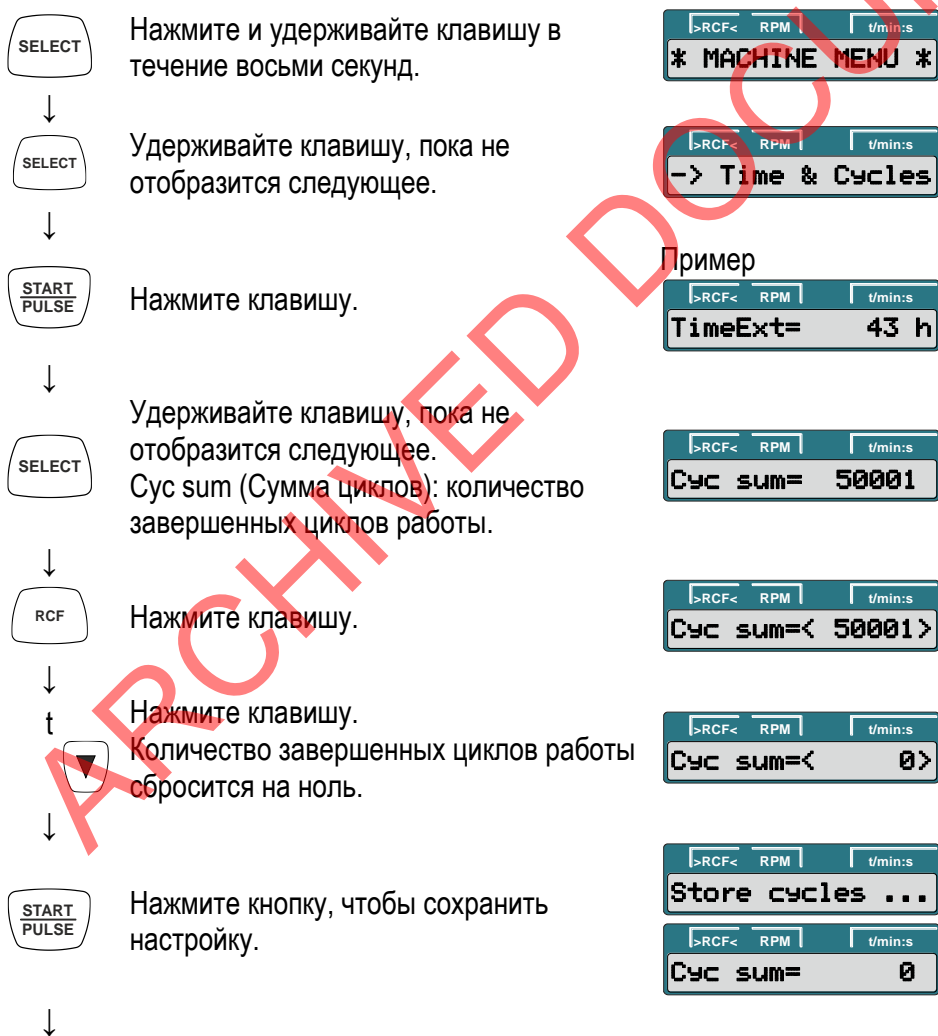 SELECT
Нажмите и удерживайте клавишу в
течение восьми секунд.
>RCF< RPM t/min:s
* MACHINE MENU *
↓
SELECT
Удерживайте клавишу, пока не
отобразится следующее.
>RCF< RPM t/min:s
-> Time & Cycles
↓
START
PULSE
Нажмите клавишу.
Пример
>RCF< RPM t/min:s
TimeExt= 43 h
↓
SELECT
Удерживайте клавишу, пока не
отобразится следующее.
Cyc sum (Сумма циклов): количество
завершенных циклов работы.
>RCF< RPM t/min:s
Cyc sum= 50001
↓
RCF
Нажмите клавишу.
>RCF< RPM t/min:s
Cyc sum=< 50001>
↓
t
▼
Нажмите клавишу.
Количество завершенных циклов работы
сбросится на ноль.
>RCF< RPM t/min:s
Cyc sum=< 0>
↓
START
PULSE
Нажмите кнопку, чтобы сохранить
настройку.
>RCF< RPM t/min:s
Store cycles ...
>RCF< RPM t/min:s
Cyc sum= 0
↓
ARCHIVED DOCU